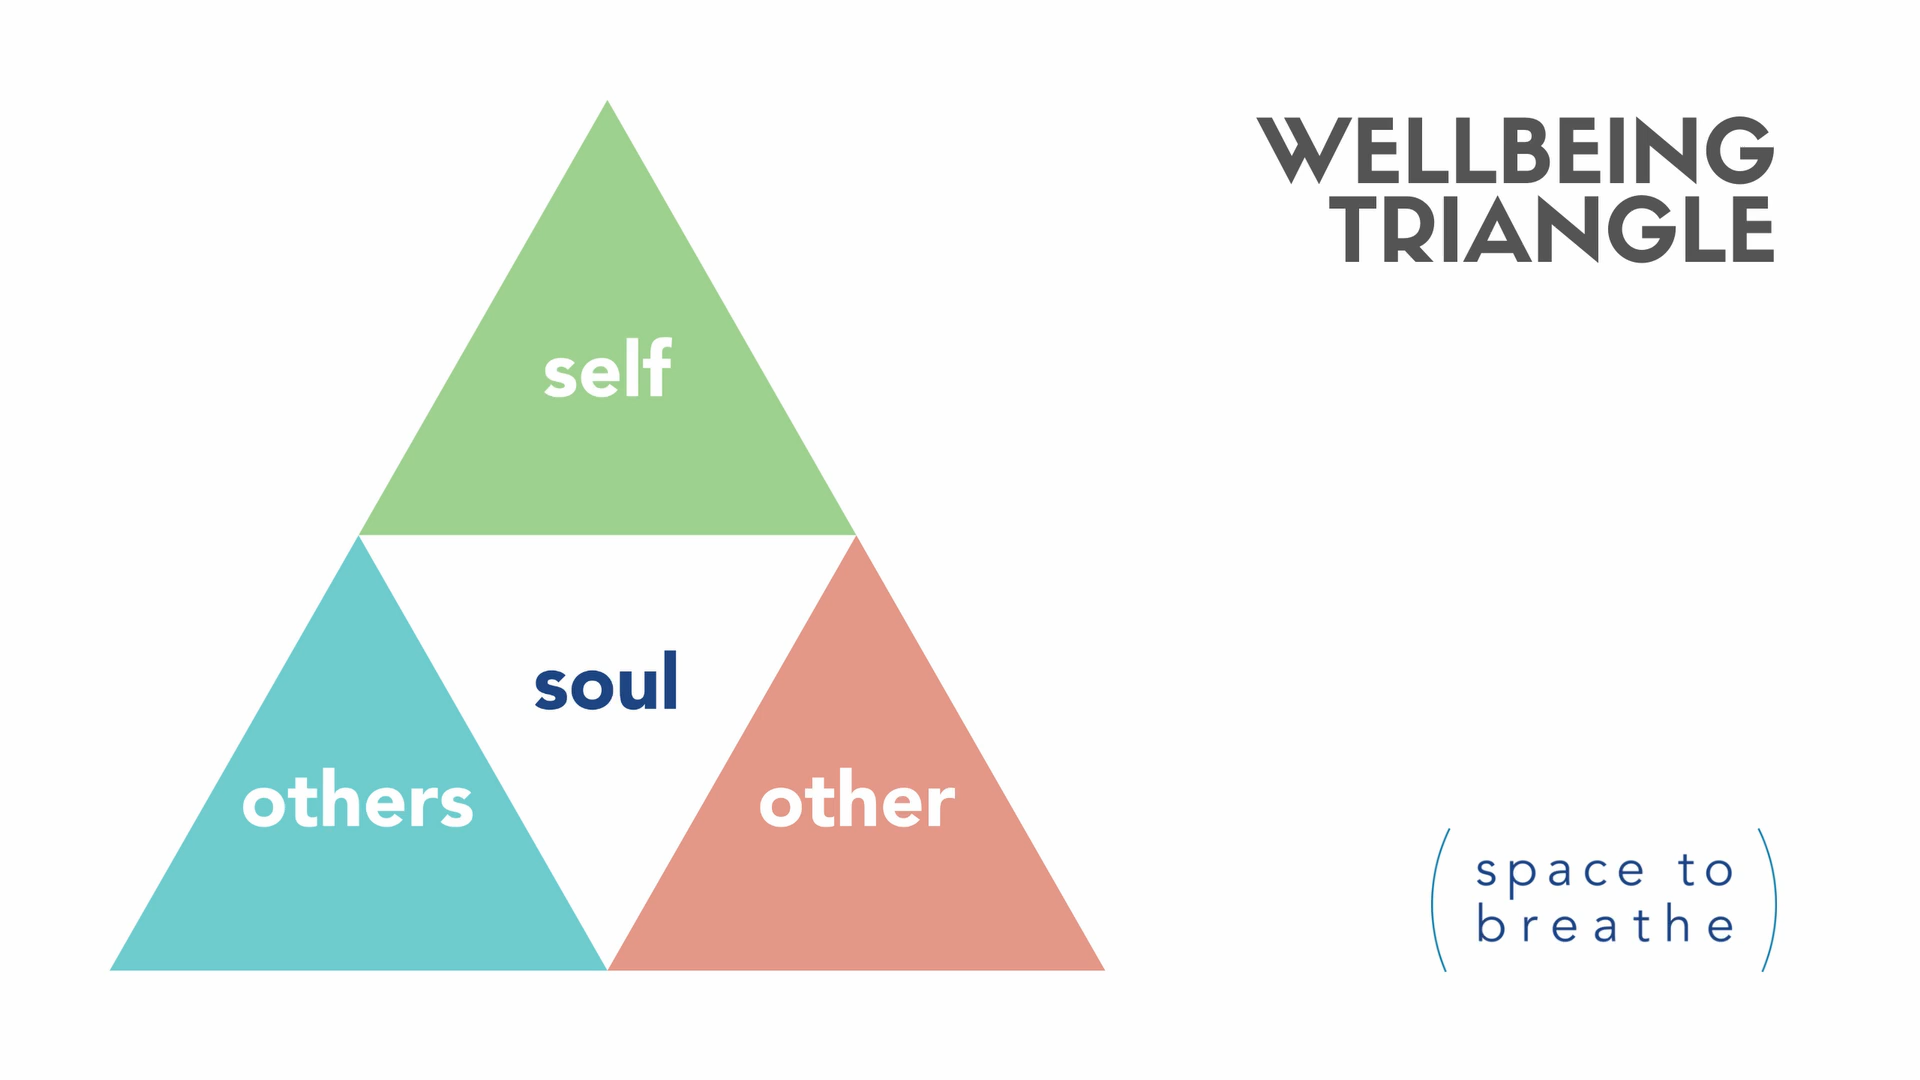 WELLBEING
TRIANGLE
self
soul
others
other
space to
breathe